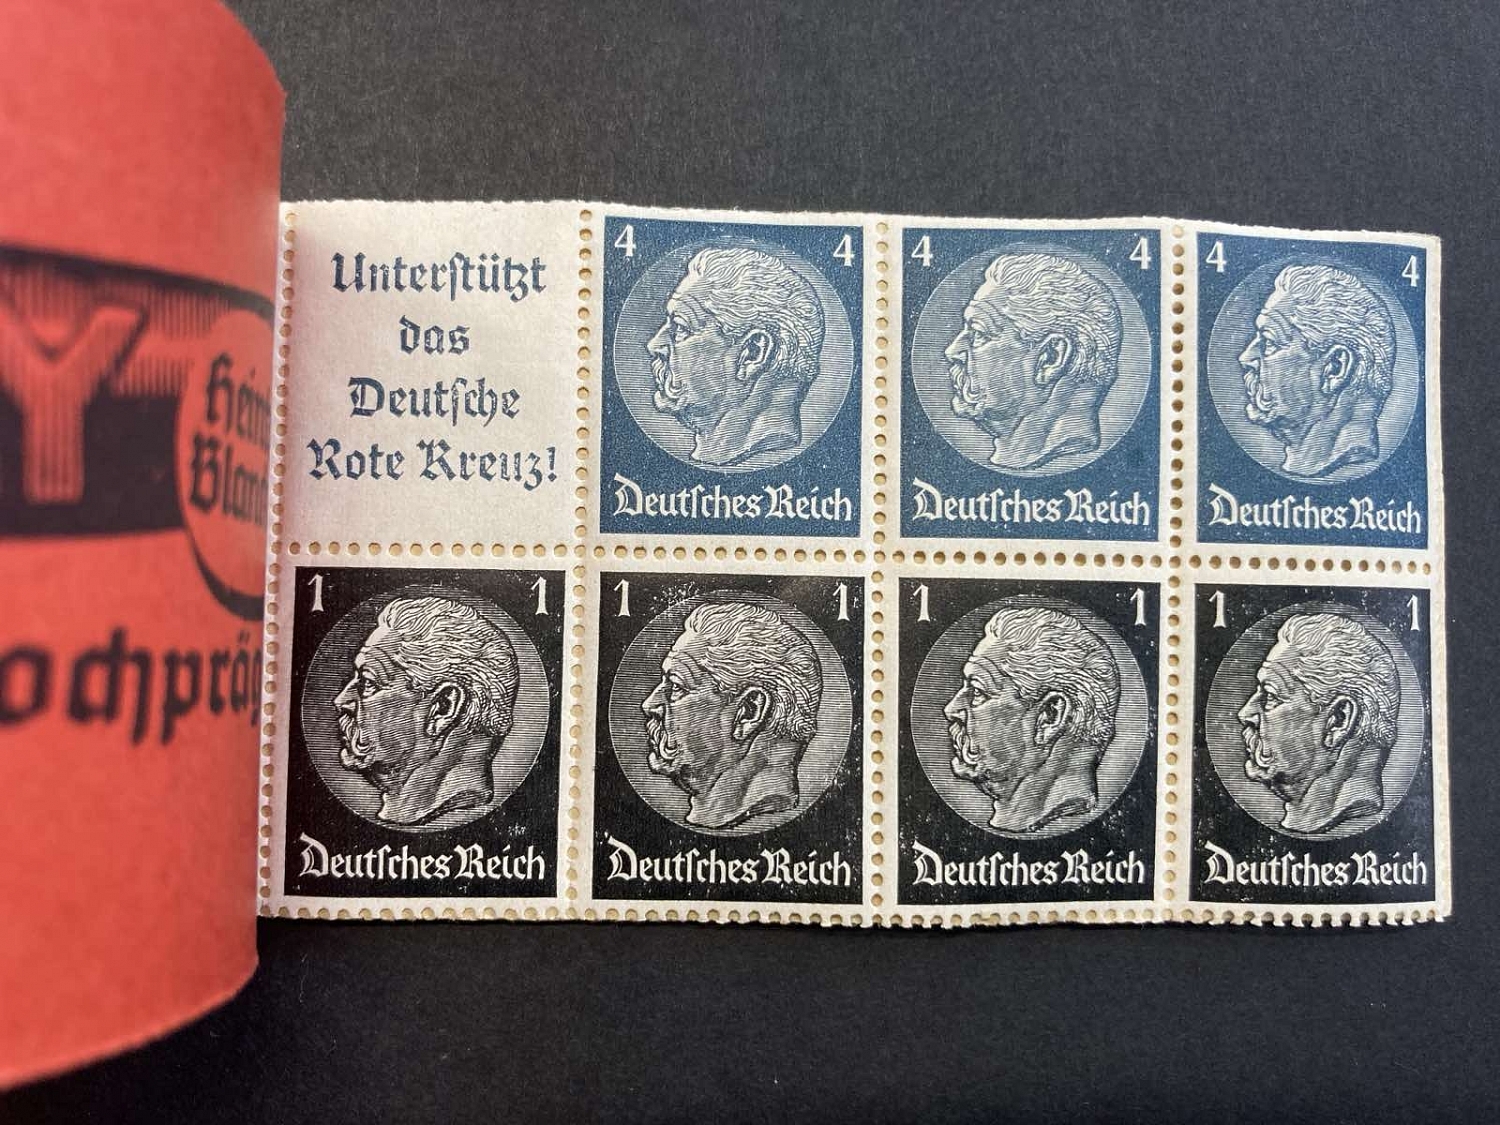 Y
Unterstützt
das
Deutsche
Rote Kreuz!
4 4
Deutsches Reich
4 4
Deutsches Reich
4 4
Deutsches Reich
1 1
Deutsches Reich
1 1
Deutsches Reich
1 1
Deutsches Reich
1 1
Deutsches Reich